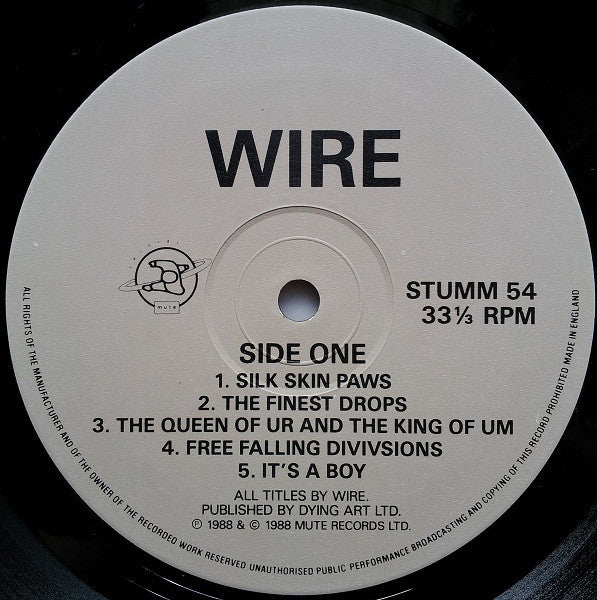 WIRE
mute
STUMM 54
33⅓ RPM
SIDE ONE
1. SILK SKIN PAWS
2. THE FINEST DROPS
3. THE QUEEN OF UR AND THE KING OF UM
4. FREE FALLING DIVIVSIONS
5. IT'S A BOY
ALL TITLES BY WIRE.
PUBLISHED BY DYING ART LTD.
℗ 1988 & © 1988 MUTE RECORDS LTD.
ALL RIGHTS OF THE MANUFACTURER AND OF THE OWNER OF THE RECORDED WORK RESERVED UNAUTHORISED PUBLIC PERFORMANCE BROADCASTING AND COPYING OF THIS RECORD PROHIBITED MADE IN ENGLAND